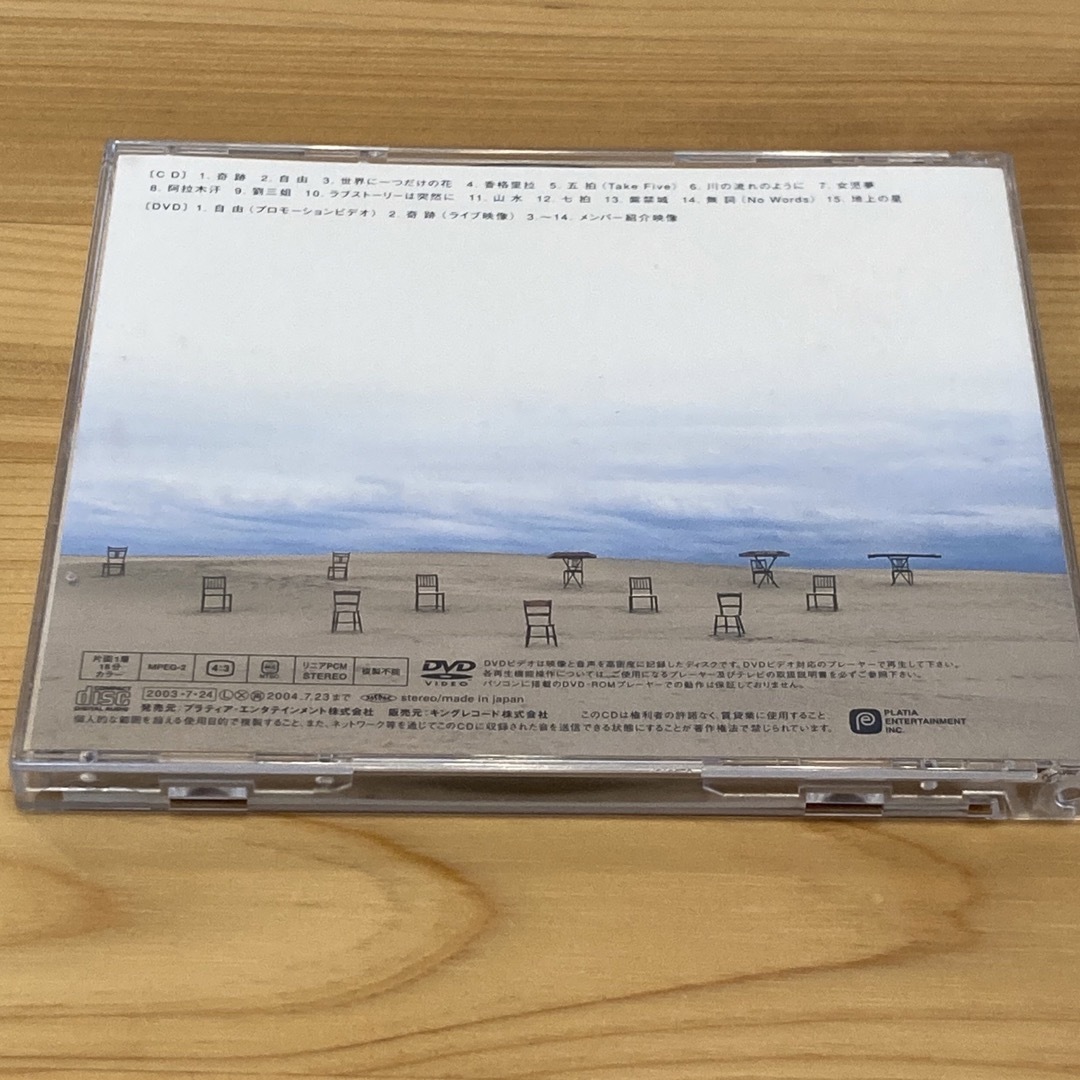 〔CD〕1. 奇跡 2. 自由 3. 世界に一つだけの花 4. 香格里拉 5. 五拍（Take Five） 6. 川の流れのように 7. 女児夢
8. 阿拉木汗 9. 劉三姐 10. ラブストーリーは突然に 11. 山水 12. 七拍 13. 紫禁城 14. 無詞（No Words） 15. 地上の星
〔DVD〕1. 自由（プロモーションビデオ） 2. 奇跡（ライブ映像） 3.～14. メンバー紹介映像
片面1層
16分
カラー
MPEG-2
4:3
NTSC
リニアPCM
STEREO
複製不能
DVD
VIDEO
DVDビデオは映像と音声を高密度に記録したディスクです。DVDビデオ対応のプレーヤーで再生して下さい。
各再生機能操作については、ご使用になるプレーヤー及びテレビの取扱説明書を必ずご参照下さい。
パソコンに搭載のDVD-ROMプレーヤーでの動作は保証しておりません。
disc
DIGITAL AUDIO
2003・7・24 Ⓛ Ⓧ 2004.7.23まで stereo/made in japan
発売元：プラティア・エンタテインメント株式会社 販売元：キングレコード株式会社 このCDは権利者の許諾なく、賃貸業に使用すること、
個人的な範囲を超える使用目的で複製すること、また、ネットワーク等を通じてこのCDに収録された音を送信できる状態にすることが著作権法で禁じられています。
PLATIA
ENTERTAINMENT
INC.